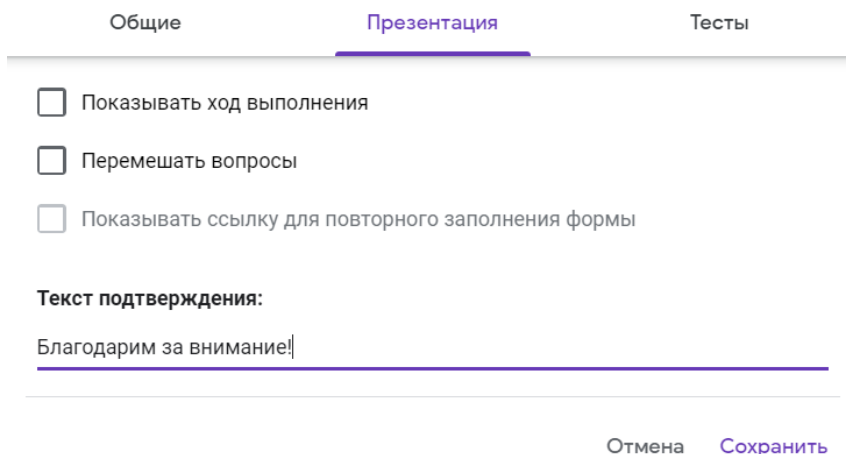 Общие Презентация Тесты
Показывать ход выполнения
Перемешать вопросы
Показывать ссылку для повторного заполнения формы
Текст подтверждения:
Благодарим за внимание!
Отмена Сохранить